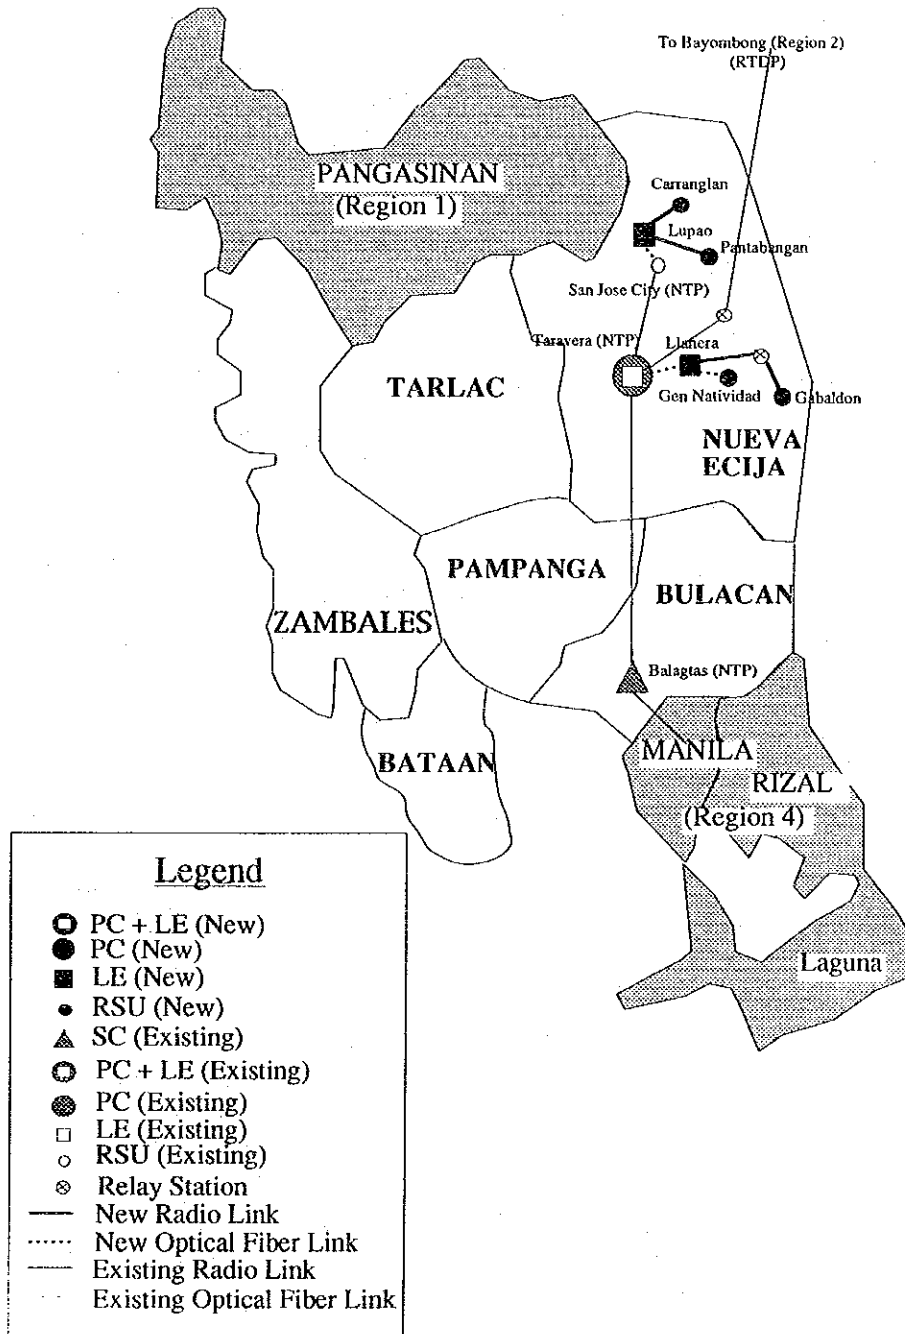 To Bayombong (Region 2)
(RTDP)
PANGASINAN
(Region 1)
Carranglan
Lupao
Pantabangan
San Jose City (NTP)
Taravera (NTP)
Llanera
Gen Natividad
Gabaldon
TARLAC
NUEVA
ECIJA
PAMPANGA
BULACAN
ZAMBALES
Balagtas (NTP)
BATAAN
MANILA
RIZAL
(Region 4)
Laguna
Legend
PC + LE (New)
PC (New)
LE (New)
RSU (New)
SC (Existing)
PC + LE (Existing)
PC (Existing)
LE (Existing)
RSU (Existing)
Relay Station
New Radio Link
New Optical Fiber Link
Existing Radio Link
Existing Optical Fiber Link